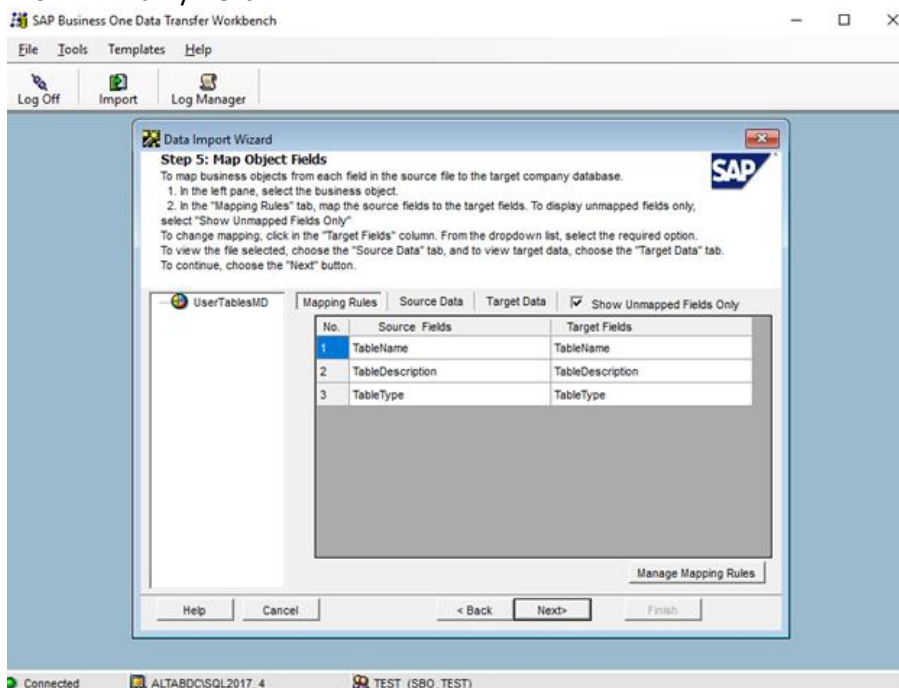 SAP Business One Data Transfer Workbench
File Tools Templates Help
Log Off Import Log Manager
Data Import Wizard
Step 5: Map Object Fields
To map business objects from each field in the source file to the target company database.
1. In the left pane, select the business object.
2. In the "Mapping Rules" tab, map the source fields to the target fields. To display unmapped fields only,
select "Show Unmapped Fields Only"
To change mapping, click in the "Target Fields" column. From the dropdown list, select the required option.
To view the file selected, choose the "Source Data" tab, and to view target data, choose the "Target Data" tab.
To continue, choose the "Next" button.
SAP
UserTablesMD
Mapping Rules Source Data Target Data Show Unmapped Fields Only
No. Source Fields Target Fields
1 TableName TableName
2 TableDescription TableDescription
3 TableType TableType
Manage Mapping Rules
Help Cancel < Back Next> Finish
Connected ALTABDC\SQL2017_4 TEST (SBO_TEST)